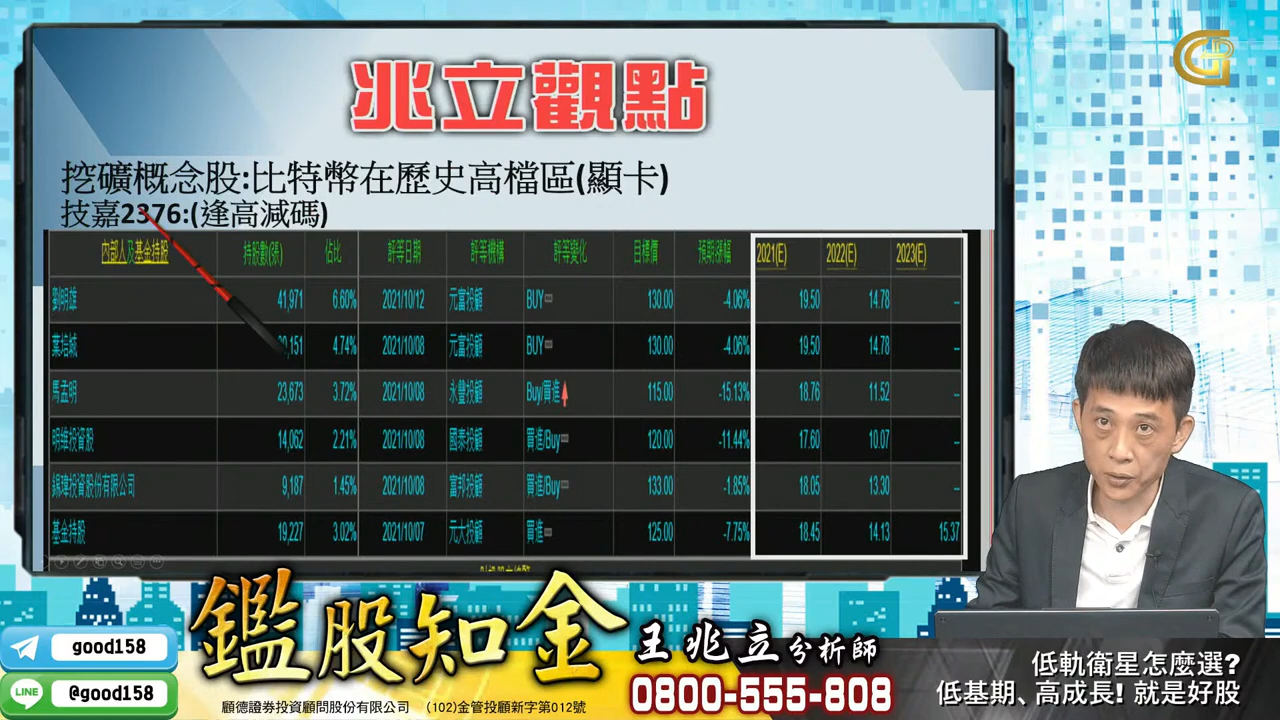 兆立觀點
挖礦概念股:比特幣在歷史高檔區(顯卡)
技嘉2376:(逢高減碼)
內部人及基金持股 持股數(張) 佔比 評等日期 評等機構 評等變化 目標價 預期漲幅 2021(E) 2022(E) 2023(E)
劉明雄 41,971 6.60% 2021/10/12 元富投顧 BUY 130.00 -4.06% 19.50 14.78 --
葉培城 ,151 4.74% 2021/10/08 元富投顧 BUY 130.00 -4.06% 19.50 14.78 --
馬孟明 23,673 3.72% 2021/10/08 永豐投顧 Buy/買進 115.00 -15.13% 18.76 11.52 --
明維投資股 14,062 2.21% 2021/10/08 國泰投顧 買進/Buy 120.00 -11.44% 17.60 10.07 --
錫瑋投資股份有限公司 9,187 1.45% 2021/10/08 富邦投顧 買進/Buy 133.00 -1.85% 18.05 13.30 --
基金持股 19,227 3.02% 2021/10/07 元大投顧 買進 125.00 -7.75% 18.45 14.13 15.37
鑑股知金
王兆立分析師
0800-555-808
good158
LINE @good158
顧德證券投資顧問股份有限公司 (102)金管投顧新字第012號
低軌衛星怎麼選?
低基期、高成長! 就是好股